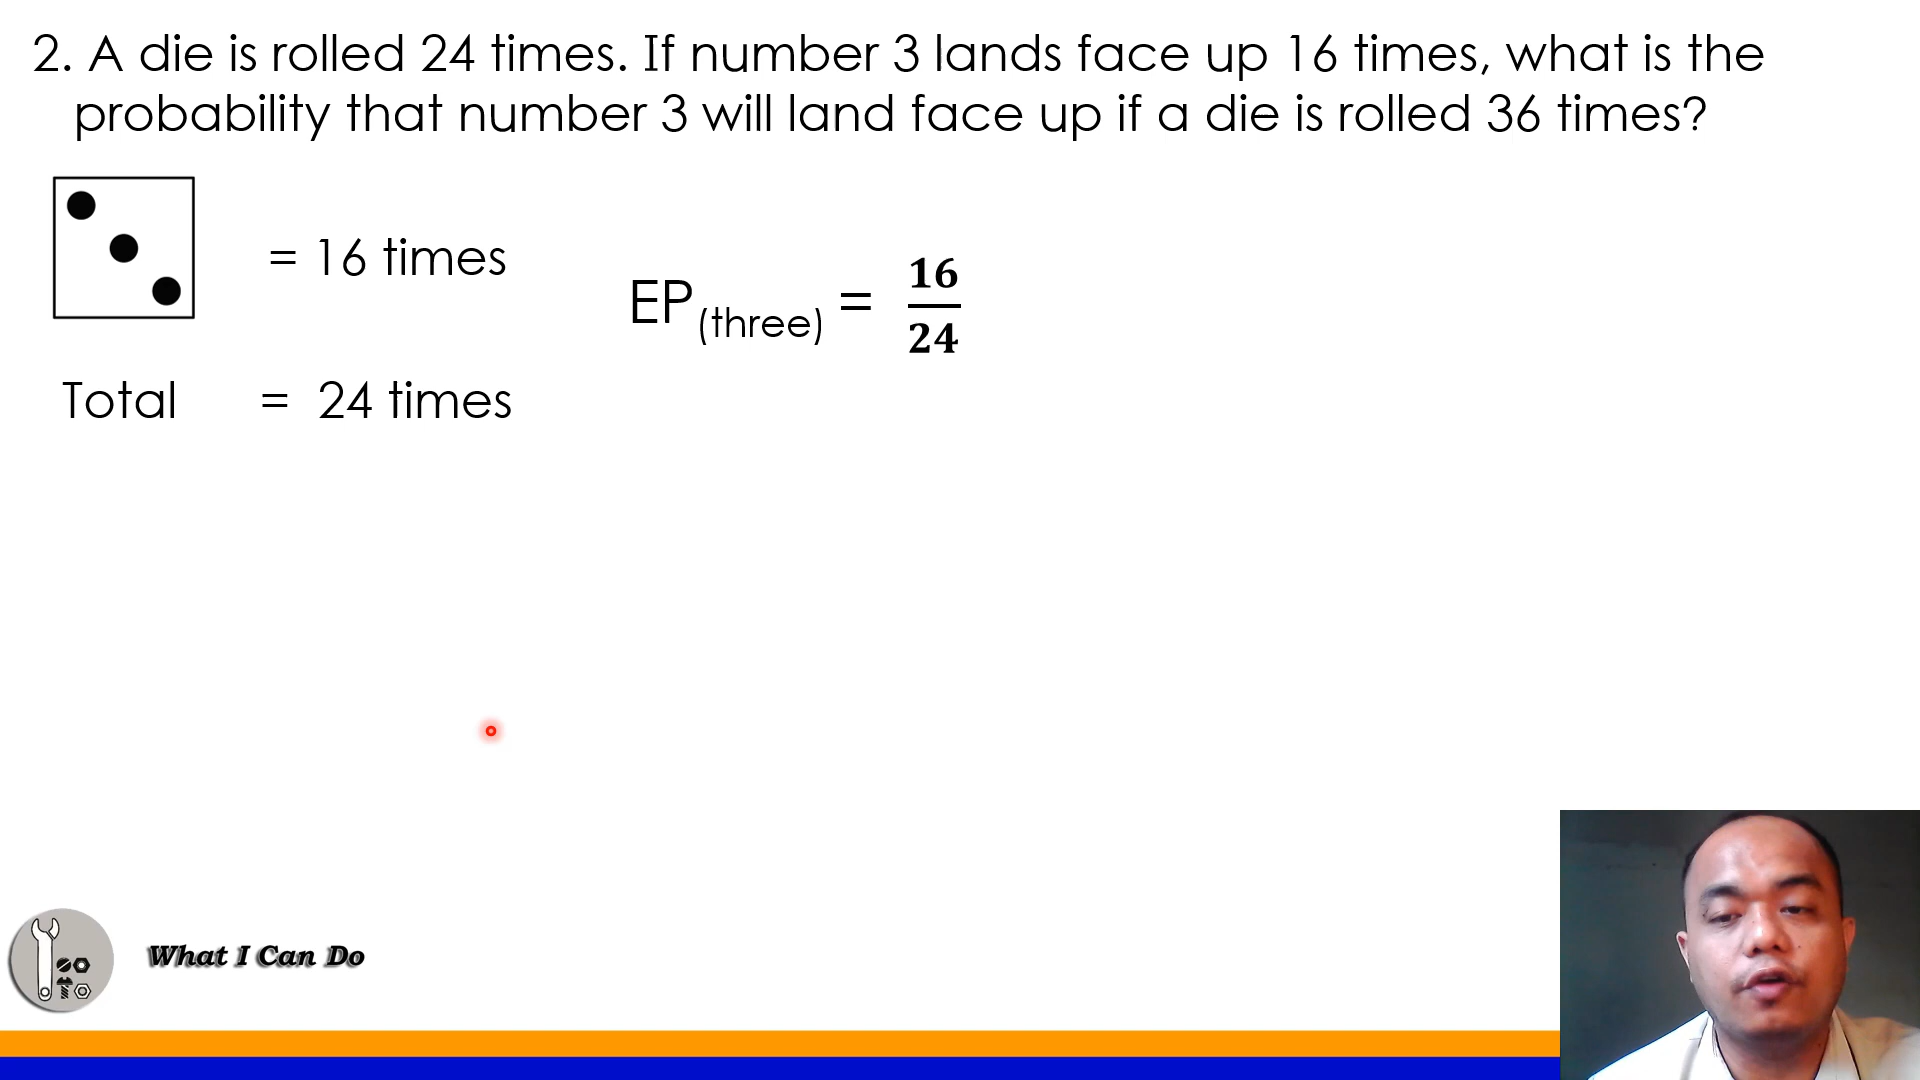 2. A die is rolled 24 times. If number 3 lands face up 16 times, what is the
probability that number 3 will land face up if a die is rolled 36 times?
= 16 times
EP(three) = 16/24
Total = 24 times
What I Can Do